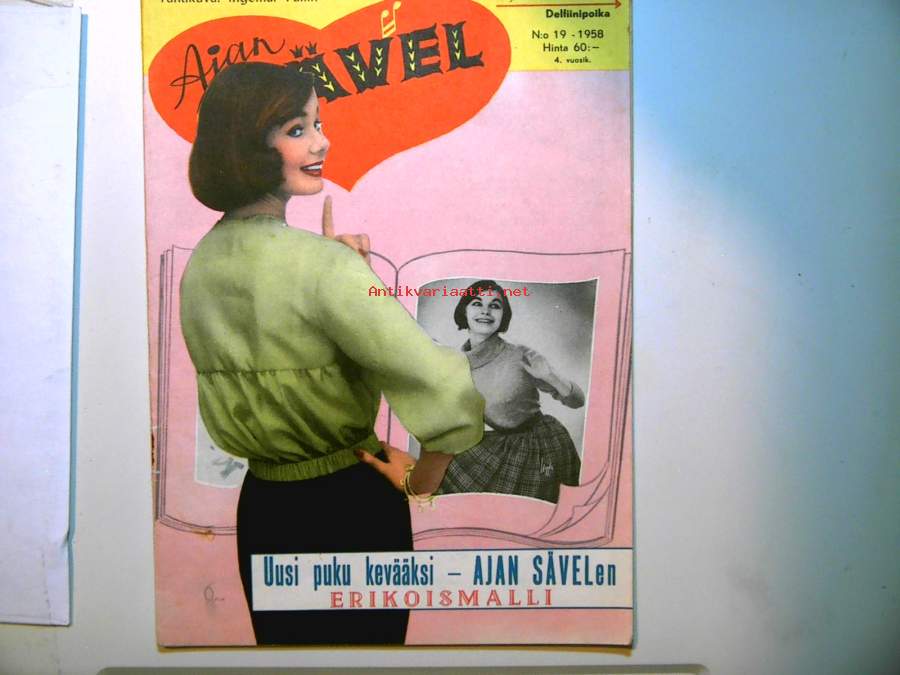 Delfiinipoika
N:o 19 - 1958
Hinta 60:-
4. vuosik.
Ajan
SÄVEL
Antikvariaatti.net
Uusi puku kevääksi – AJAN SÄVELen
ERIKOISMALLI